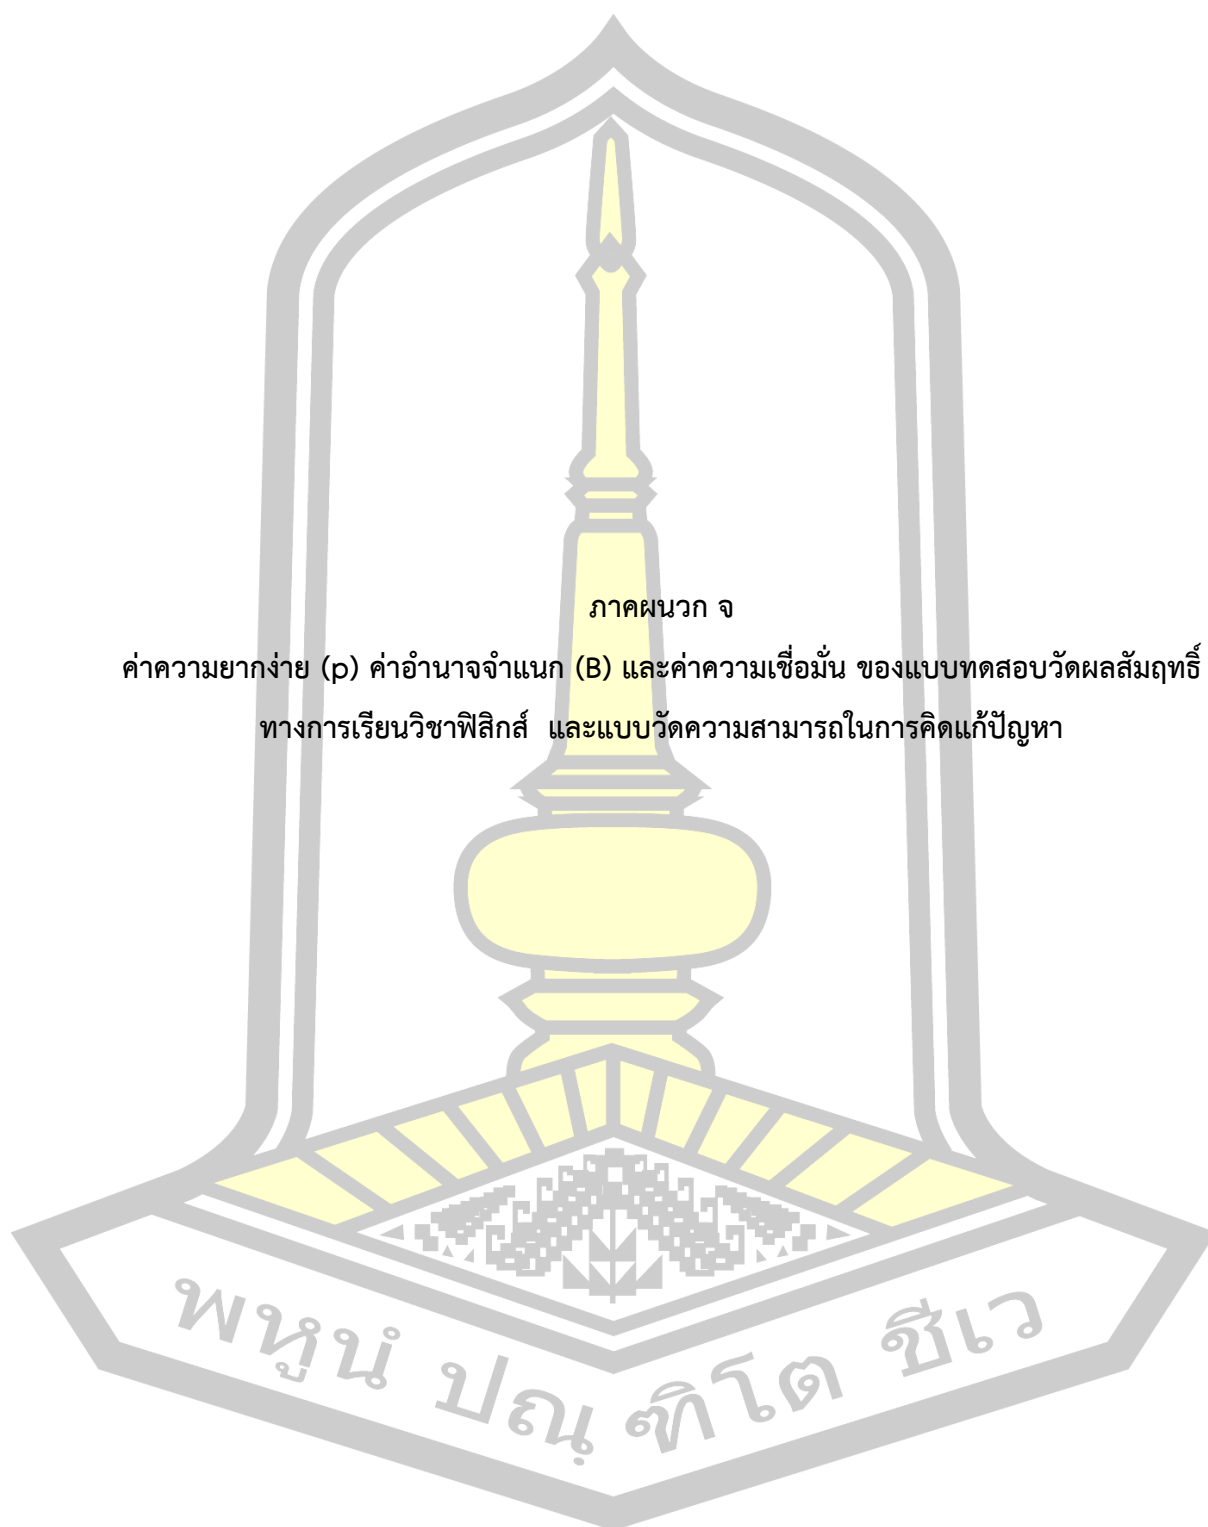 ภาคผนวก จ
ค่าความยากง่าย (p) ค่าอำนาจจำแนก (B) และค่าความเชื่อมั่น ของแบบทดสอบวัดผลสัมฤทธิ์
ทางการเรียนวิชาฟิสิกส์ และแบบวัดความสามารถในการคิดแก้ปัญหา
พหูนํ ปณฺฑิโต ชีเว